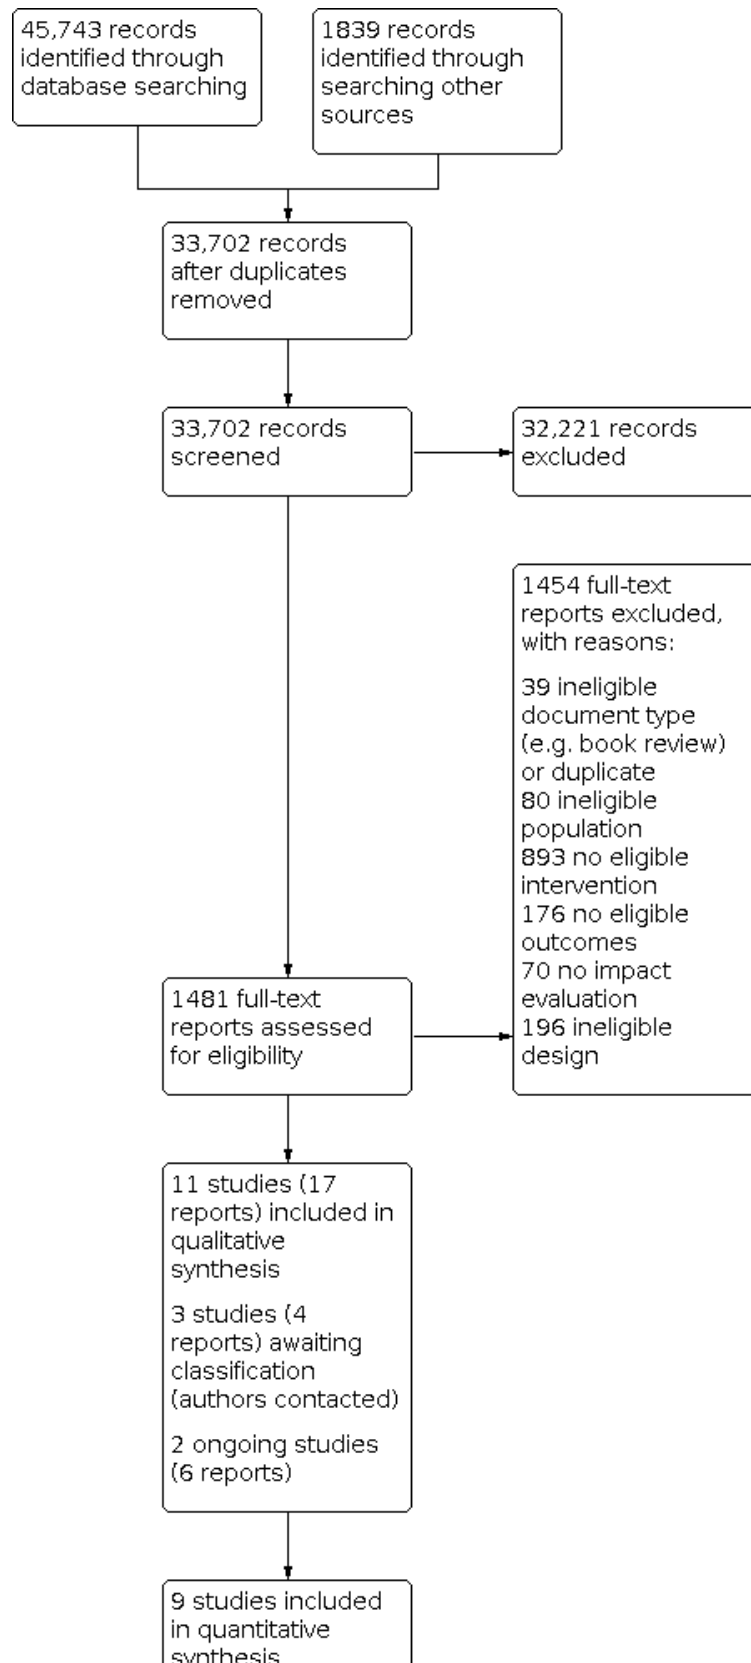 45,743 records
identified through
database searching
1839 records
identified through
searching other
sources
33,702 records
after duplicates
removed
33,702 records
screened
32,221 records
excluded
1454 full-text
reports excluded,
with reasons:
39 ineligible
document type
(e.g. book review)
or duplicate
80 ineligible
population
893 no eligible
intervention
176 no eligible
outcomes
70 no impact
evaluation
196 ineligible
design
1481 full-text
reports assessed
for eligibility
11 studies (17
reports) included in
qualitative
synthesis
3 studies (4
reports) awaiting
classification
(authors contacted)
2 ongoing studies
(6 reports)
9 studies included
in quantitative
synthesis